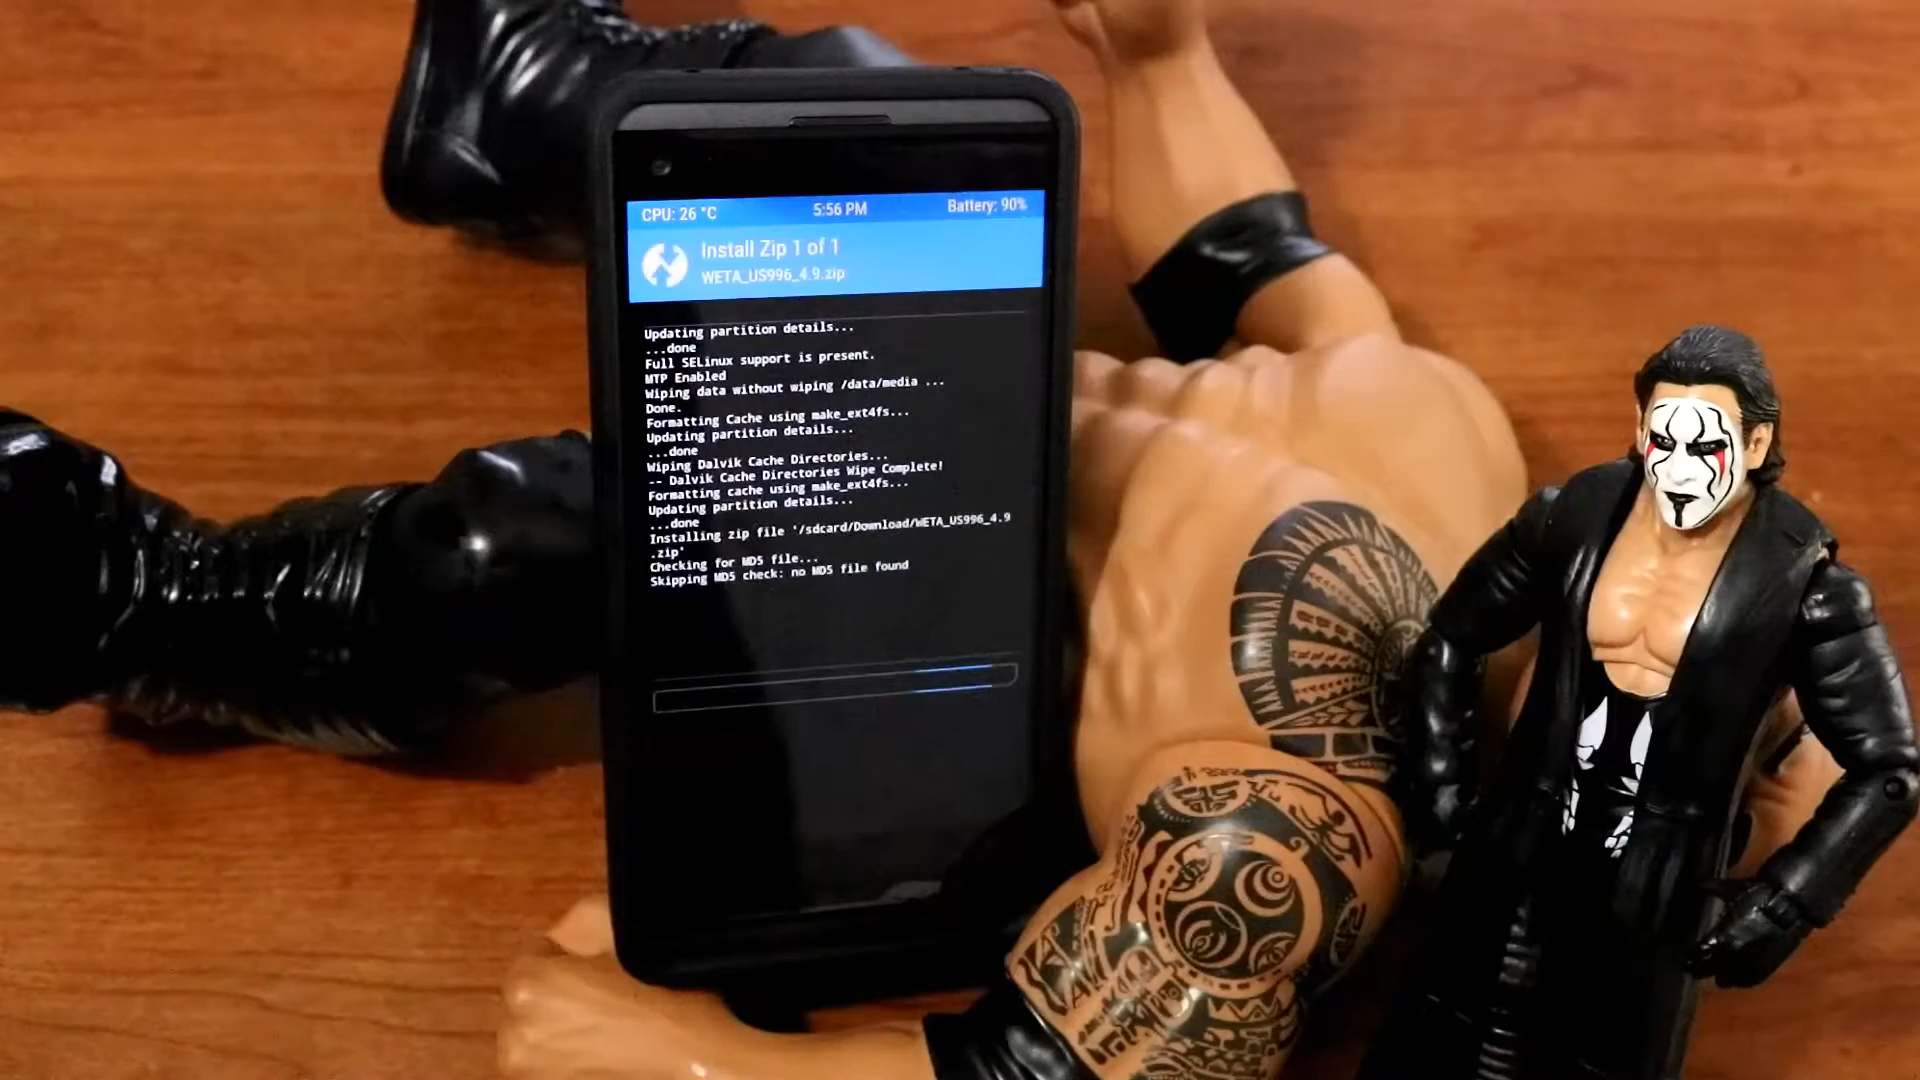 CPU: 26 °C 5:56 PM Battery: 90%
Install Zip 1 of 1
WETA_US996_4.9.zip
Updating partition details...
...done
Full SELinux support is present.
MTP Enabled
Wiping data without wiping /data/media ...
Done.
Formatting Cache using make_ext4fs...
Updating partition details...
...done
Wiping Dalvik Cache Directories...
-- Dalvik Cache Directories Wipe Complete!
Formatting cache using make_ext4fs...
Updating partition details...
...done
Installing zip file '/sdcard/Download/WETA_US996_4.9
.zip'
Checking for MD5 file...
Skipping MD5 check: no MD5 file found